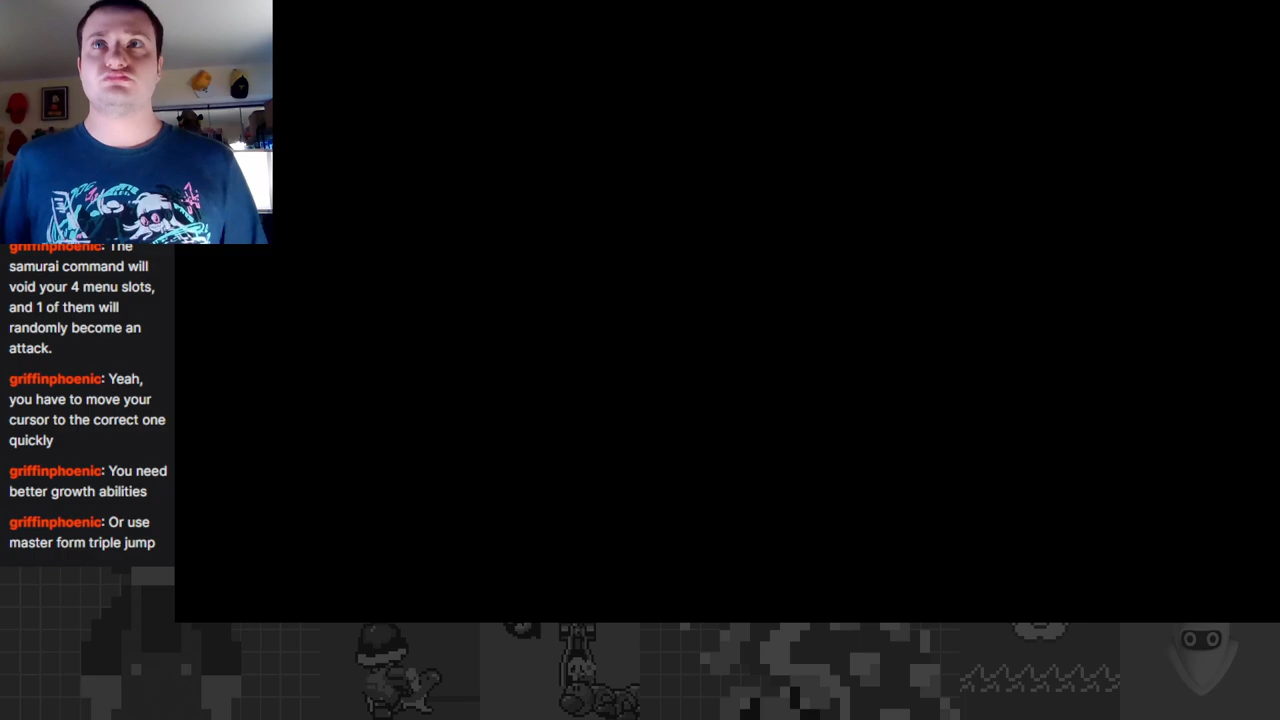 griffinphoenic: The
samurai command will
void your 4 menu slots,
and 1 of them will
randomly become an
attack.
griffinphoenic: Yeah,
you have to move your
cursor to the correct one
quickly
griffinphoenic: You need
better growth abilities
griffinphoenic: Or use
master form triple jump